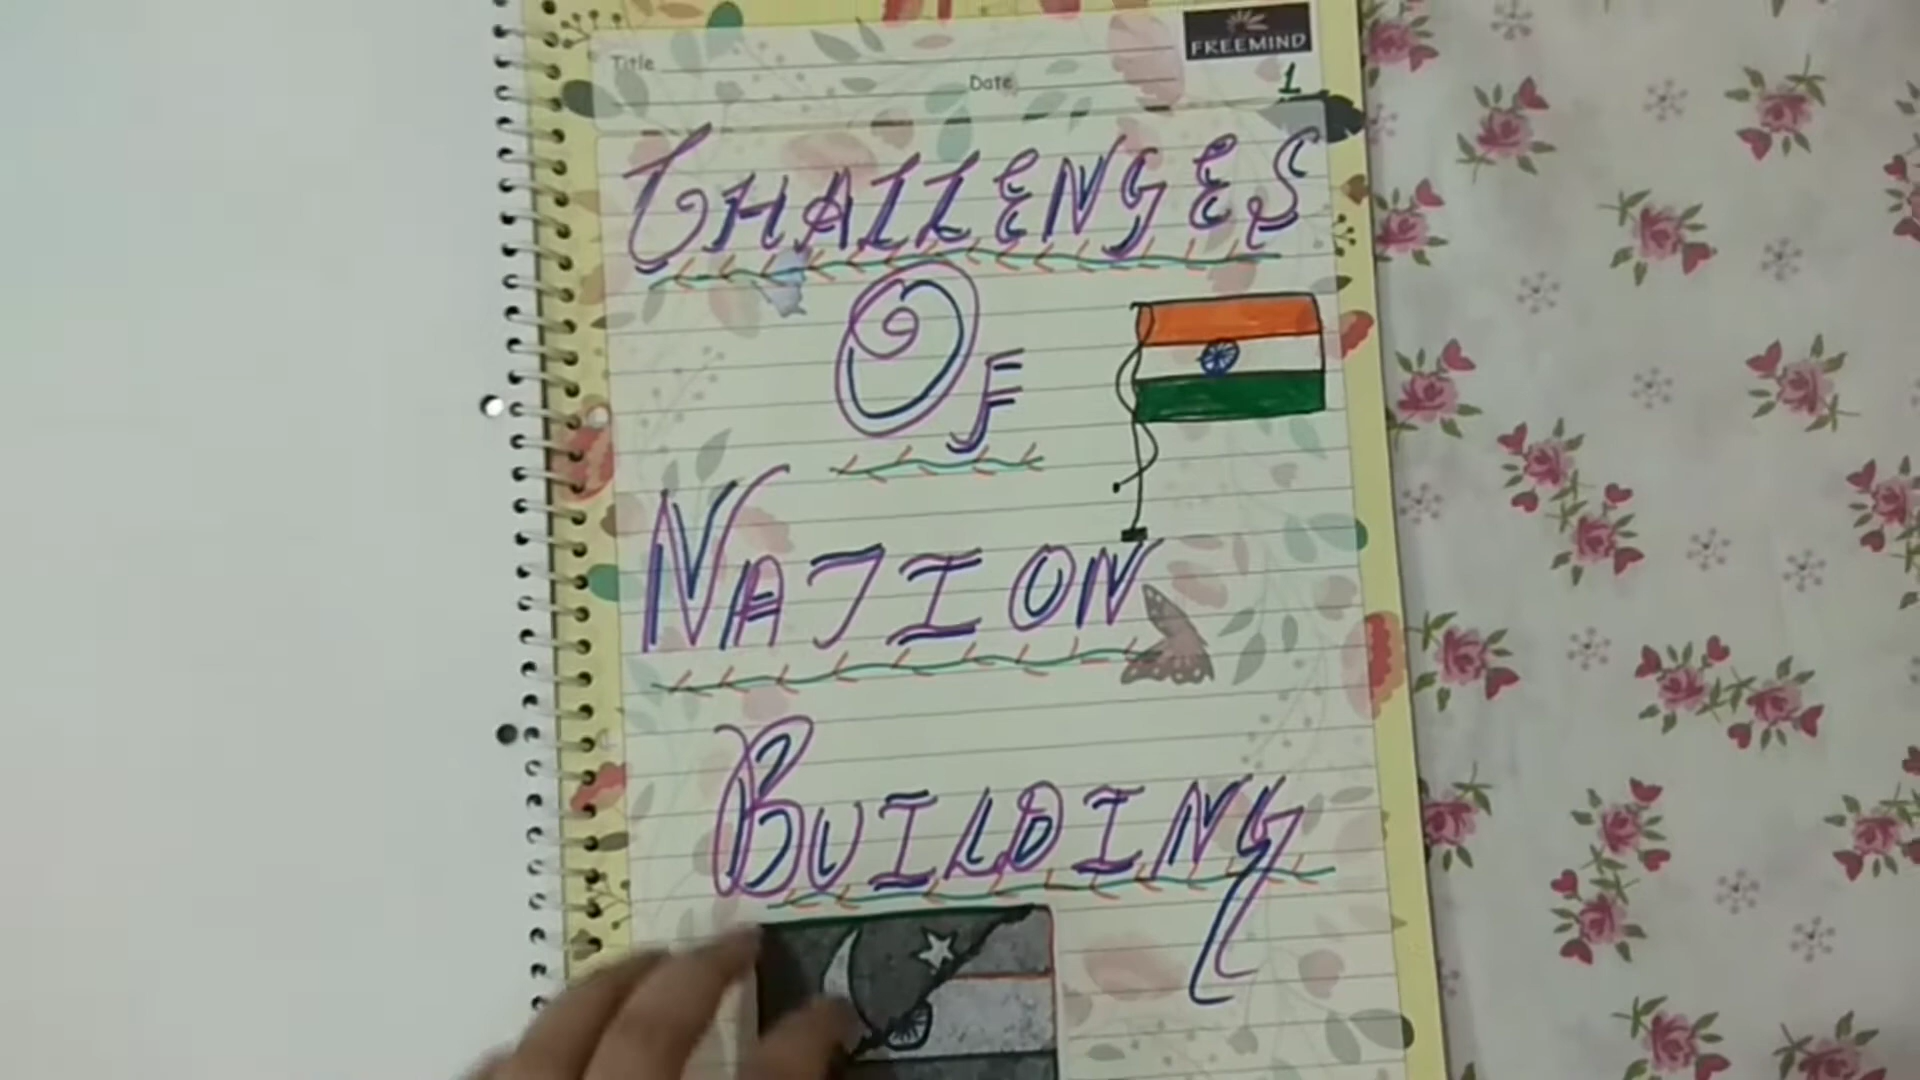 FREEMIND
Title
Date
1
CHALLENGES
OF
NATION
BUILDING